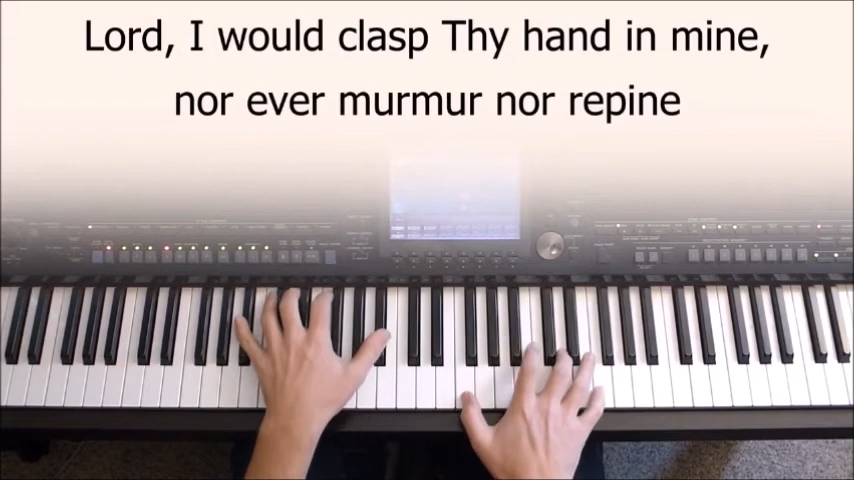 Lord, I would clasp Thy hand in mine,
nor ever murmur nor repine